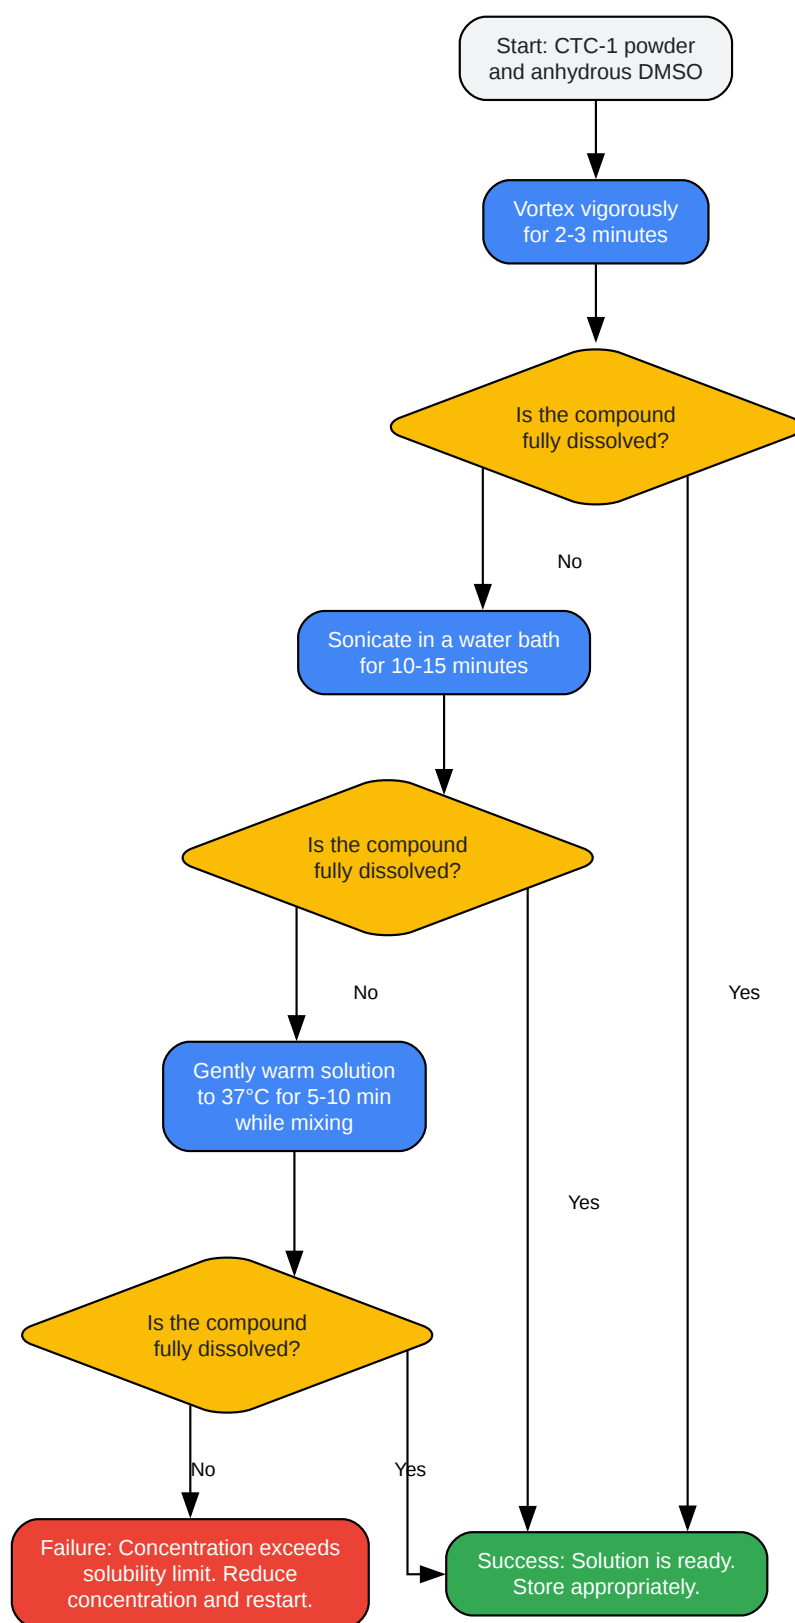 Start: CTC-1 powder
and anhydrous DMSO
Vortex vigorously
for 2-3 minutes
Is the compound
fully dissolved?
No
Sonicate in a water bath
for 10-15 minutes
Is the compound
fully dissolved?
No
Yes
Gently warm solution
to 37°C for 5-10 min
while mixing
Yes
Is the compound
fully dissolved?
No
Yes
Failure: Concentration exceeds
solubility limit. Reduce
concentration and restart.
Success: Solution is ready.
Store appropriately.